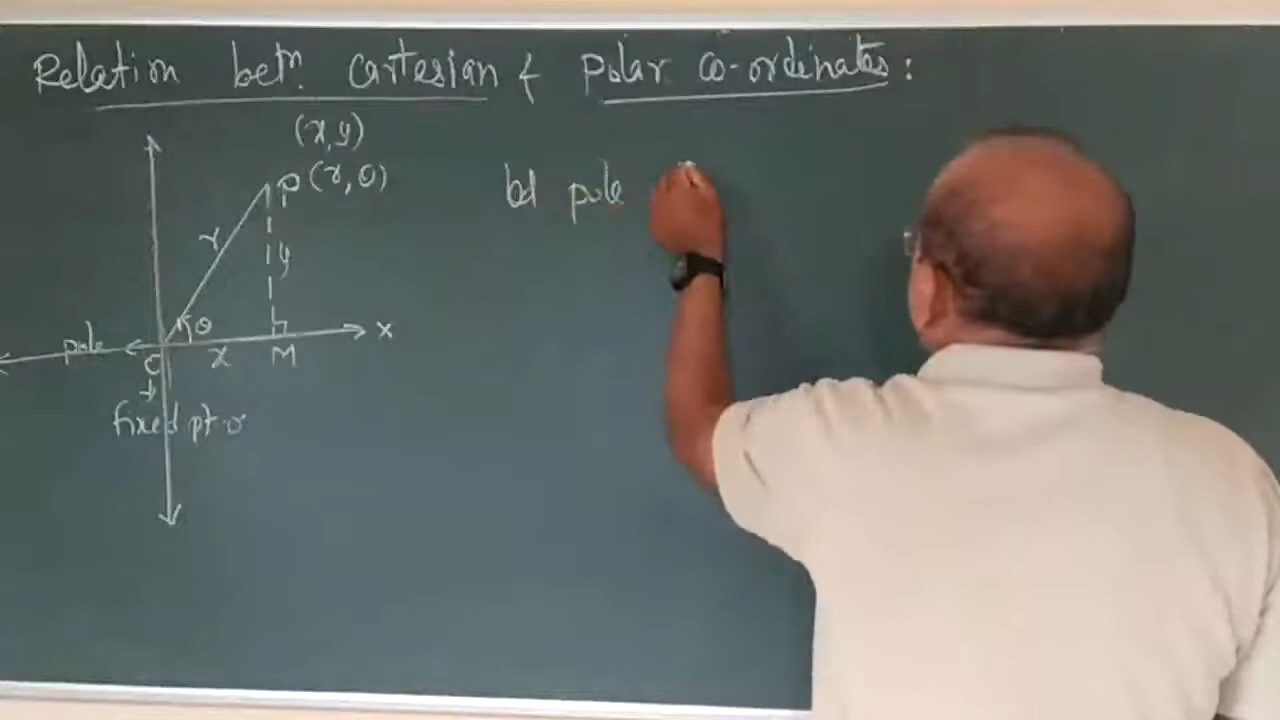 Relation betn. Cartesian & Polar co-ordinates :
(x, y)
P (r, θ)
let pole
r
y
θ
pole
x
O
x
M
fixed pt. o